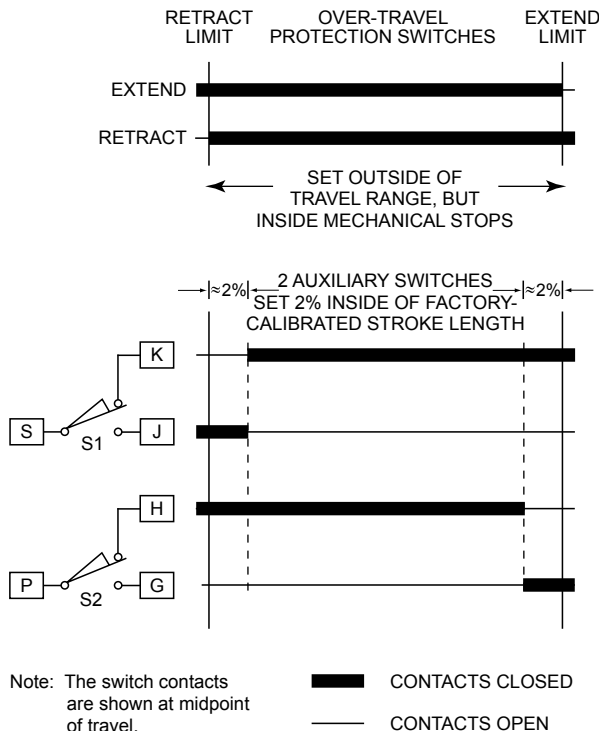 RETRACT LIMIT
OVER-TRAVEL PROTECTION SWITCHES
EXTEND LIMIT
EXTEND
RETRACT
SET OUTSIDE OF
TRAVEL RANGE, BUT
INSIDE MECHANICAL STOPS
≈2%
2 AUXILIARY SWITCHES
≈2%
SET 2% INSIDE OF FACTORY-
CALIBRATED STROKE LENGTH
K
S
S1
J
H
P
S2
G
Note: The switch contacts
are shown at midpoint
of travel.
CONTACTS CLOSED
CONTACTS OPEN